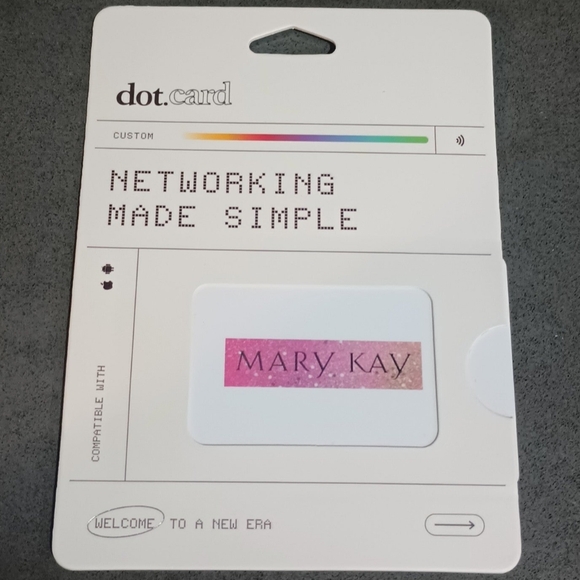 dot.card
CUSTOM
NETWORKING
MADE SIMPLE
COMPATIBLE WITH
MARY KAY
WELCOME TO A NEW ERA